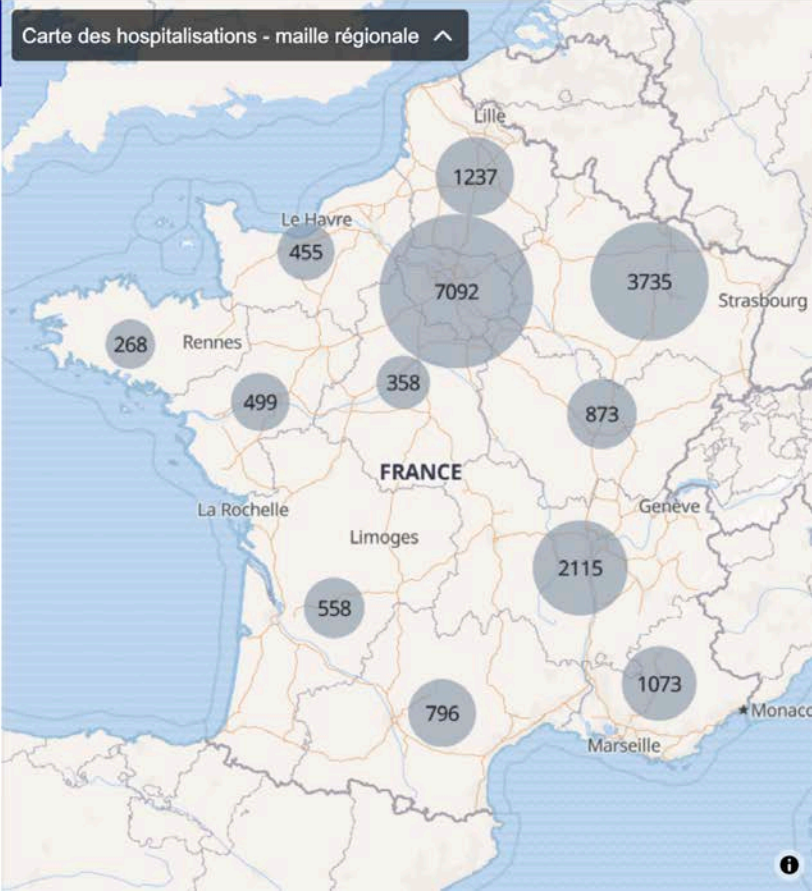 Carte des hospitalisations - maille régionale
Lille
1237
Le Havre
455
7092
3735
Strasbourg
268
Rennes
358
499
873
FRANCE
Genève
La Rochelle
Limoges
2115
558
1073
796
Monaco
Marseille
i